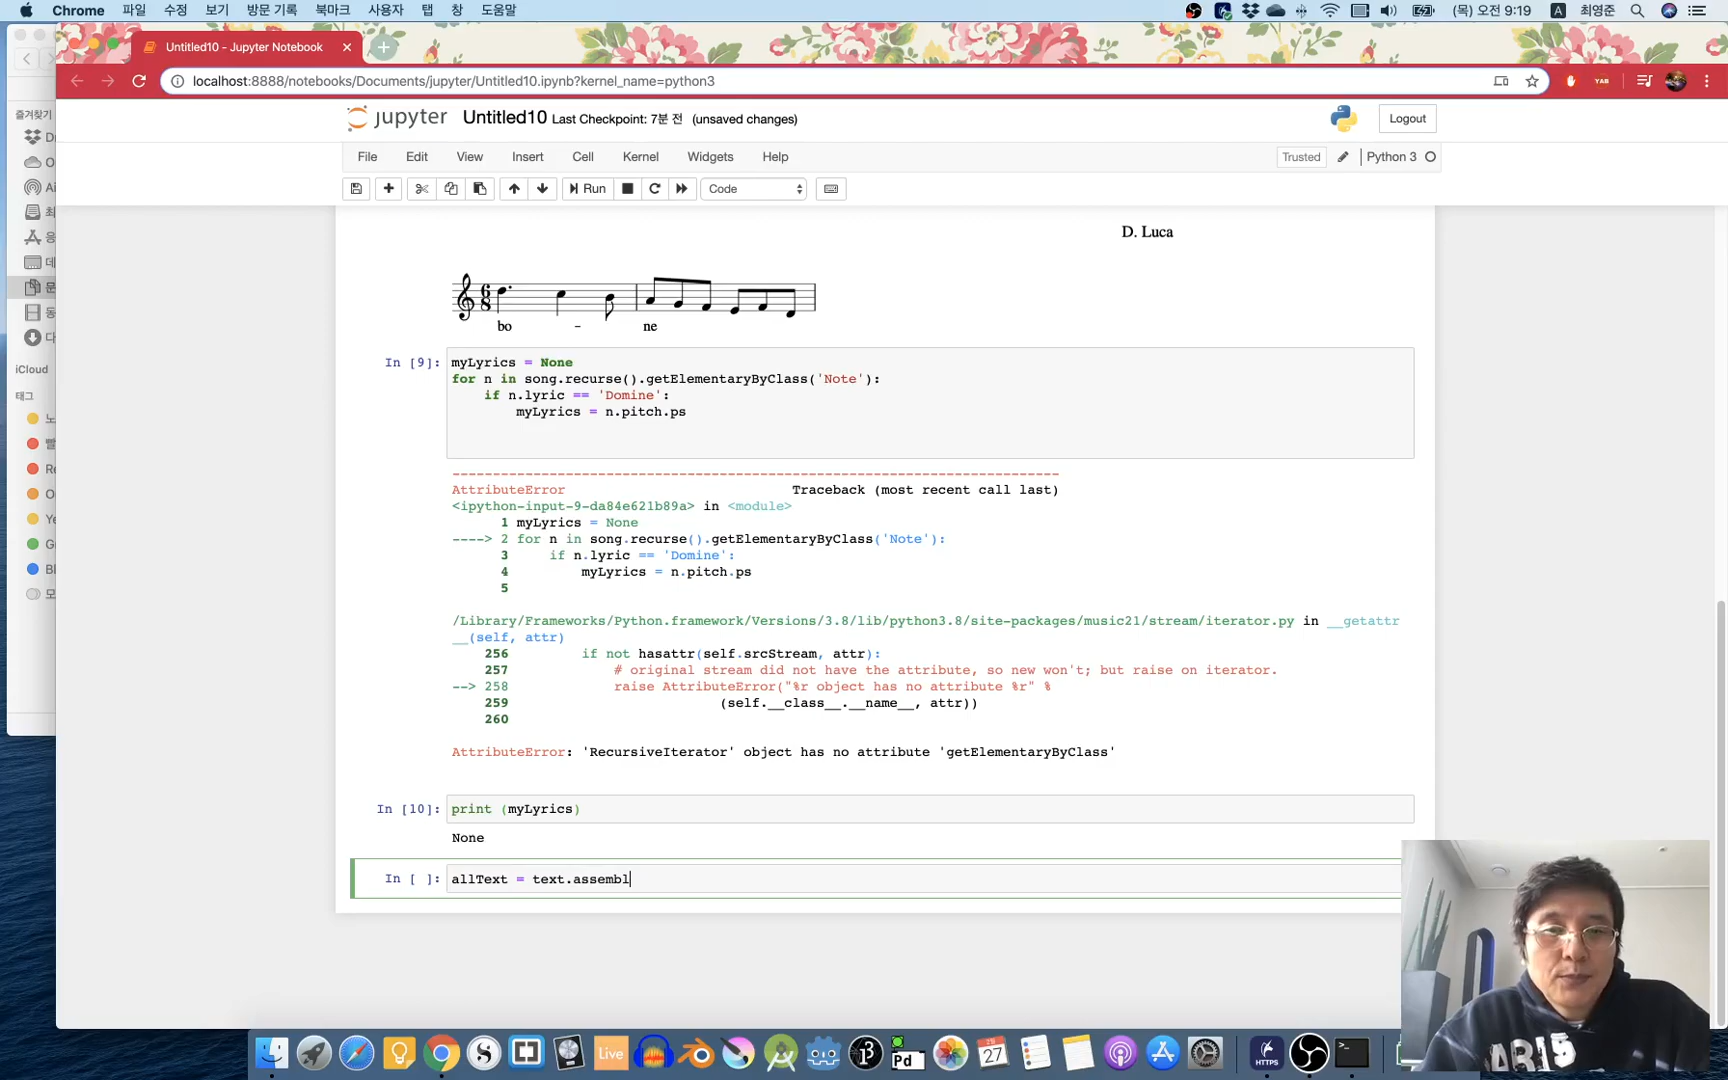 Chrome 파일 수정 보기 방문 기록 북마크 사용자 탭 창 도움말 (목) 오전 9:19 A 최영준
Untitled10 - Jupyter Notebook
localhost:8888/notebooks/Documents/jupyter/Untitled10.ipynb?kernel_name=python3
YAB
jupyter Untitled10 Last Checkpoint: 7분 전 (unsaved changes) Logout
File Edit View Insert Cell Kernel Widgets Help Trusted Python 3
Run Code
즐겨찾기
iCloud
태그
D. Luca
6
8
bo - ne
In [9]: myLyrics = None
for n in song.recurse().getElementaryByClass('Note'):
if n.lyric == 'Domine':
myLyrics = n.pitch.ps
---------------------------------------------------------------------------
AttributeError Traceback (most recent call last)
<ipython-input-9-da84e621b89a> in <module>
1 myLyrics = None
----> 2 for n in song.recurse().getElementaryByClass('Note'):
3 if n.lyric == 'Domine':
4 myLyrics = n.pitch.ps
5
/Library/Frameworks/Python.framework/Versions/3.8/lib/python3.8/site-packages/music21/stream/iterator.py in __getattr
__(self, attr)
256 if not hasattr(self.srcStream, attr):
257 # original stream did not have the attribute, so new won't; but raise on iterator.
--> 258 raise AttributeError("%r object has no attribute %r" %
259 (self.__class__.__name__, attr))
260
AttributeError: 'RecursiveIterator' object has no attribute 'getElementaryByClass'
In [10]: print (myLyrics)
None
In [ ]: allText = text.assembl
Live
Pd
27
HTTPS